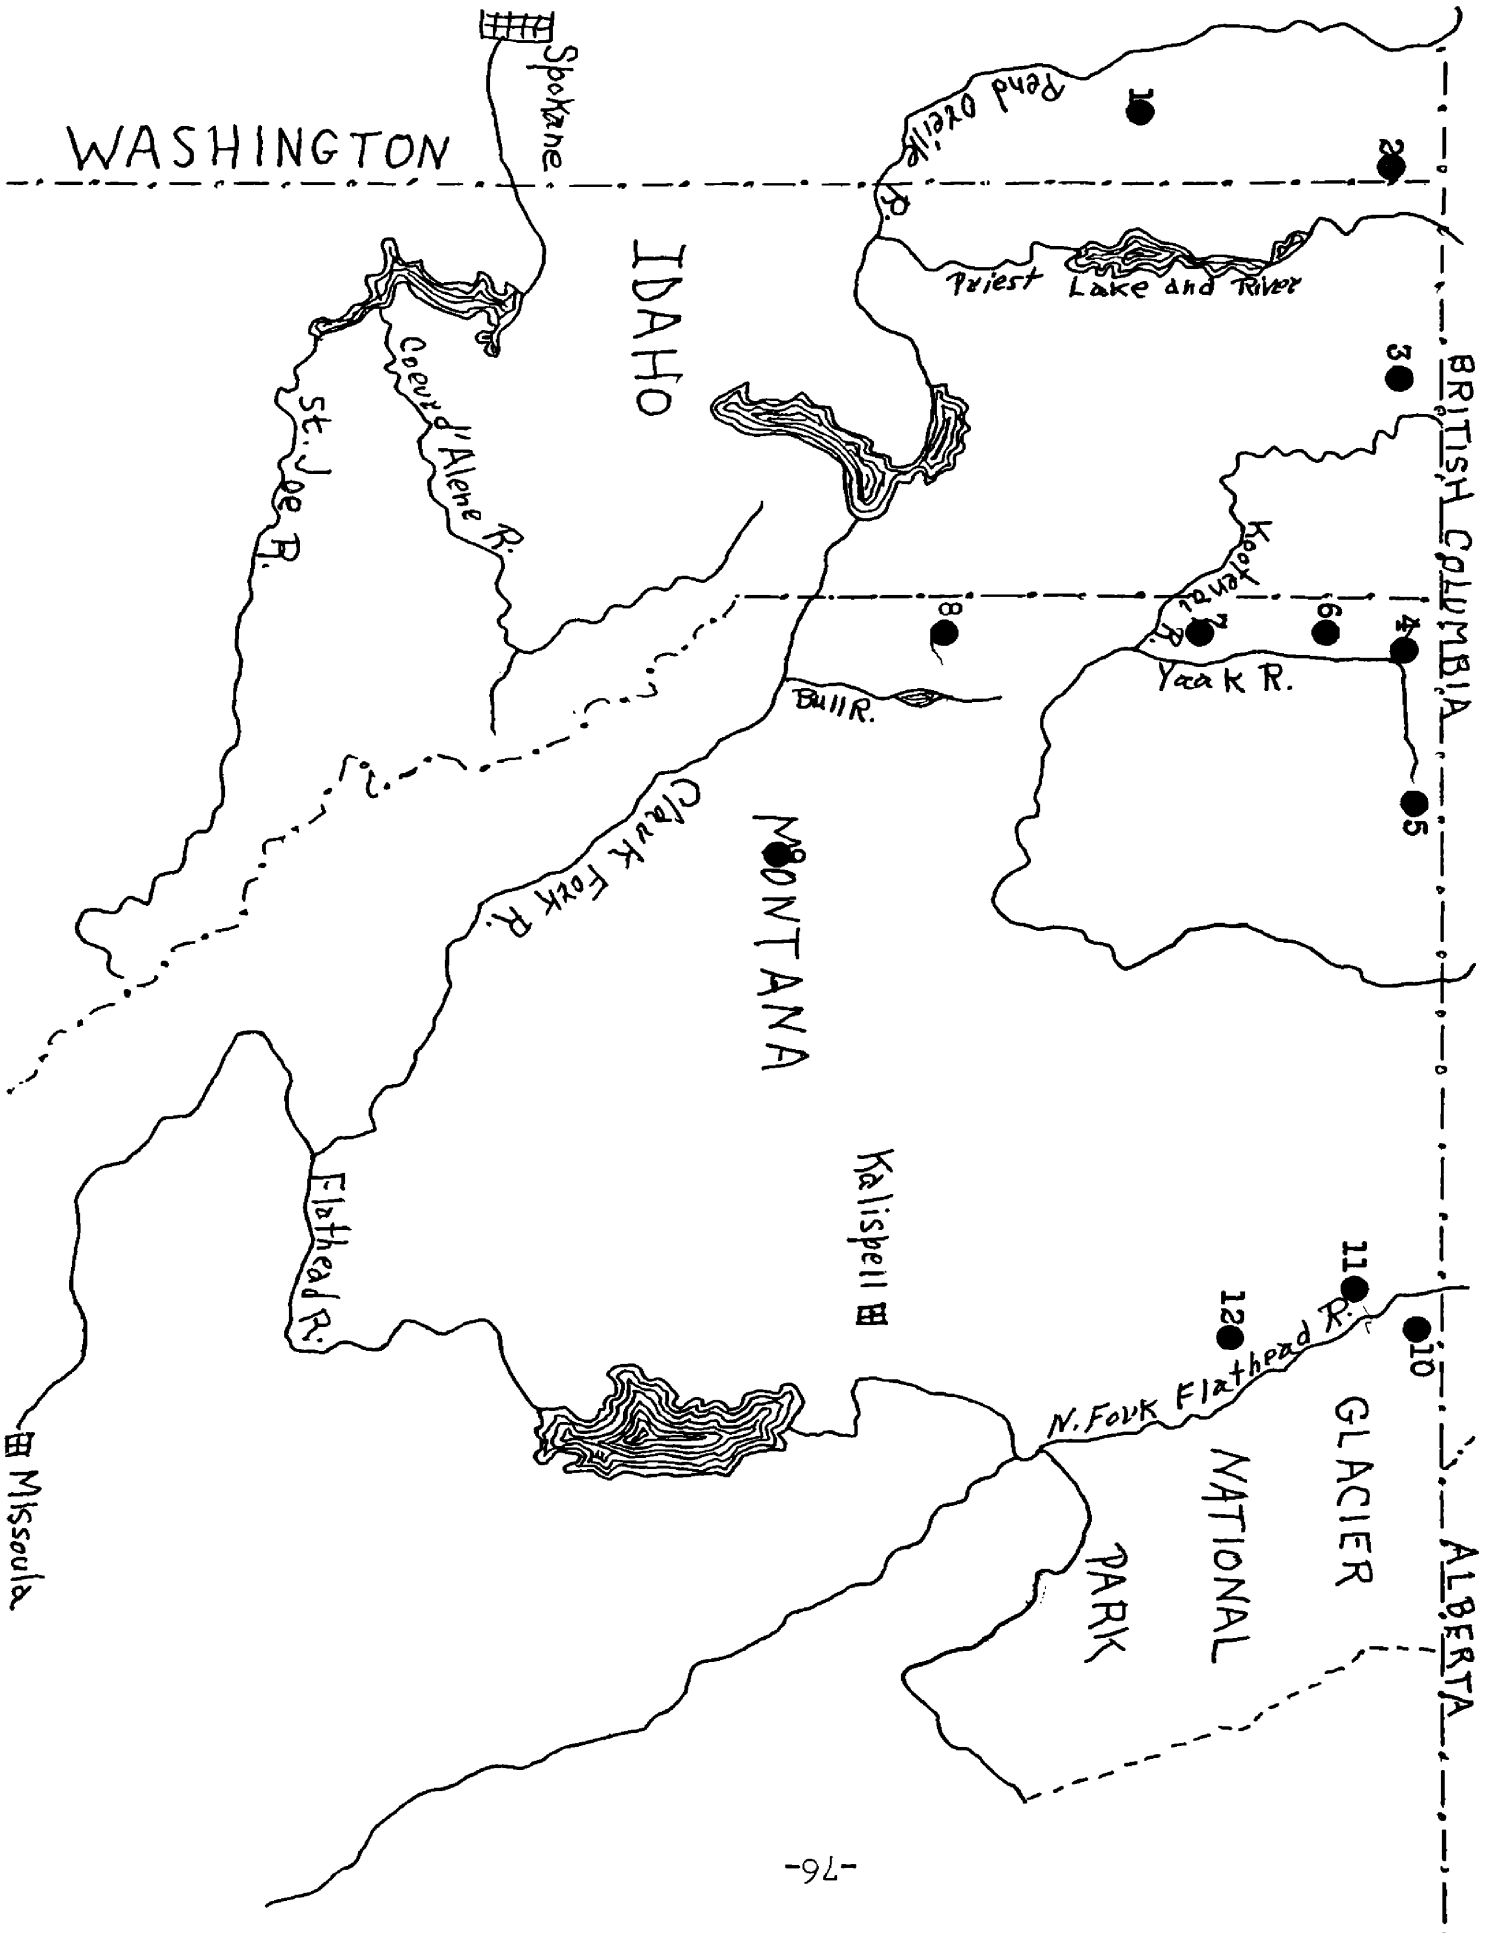 BRITISH COLUMBIA
ALBERTA
WASHINGTON
IDAHO
MONTANA
GLACIER
NATIONAL
PARK
Spokane
Kalispell
Missoula
Pend Oreille R.
Priest Lake and River
Kootenai R.
Yaak R.
Bull R.
Clark Fork R.
Coeur d'Alene R.
St. Joe R.
Flathead R.
N. Fork Flathead R.
1
2
3
4
5
6
7
8
9
10
11
12
-76-